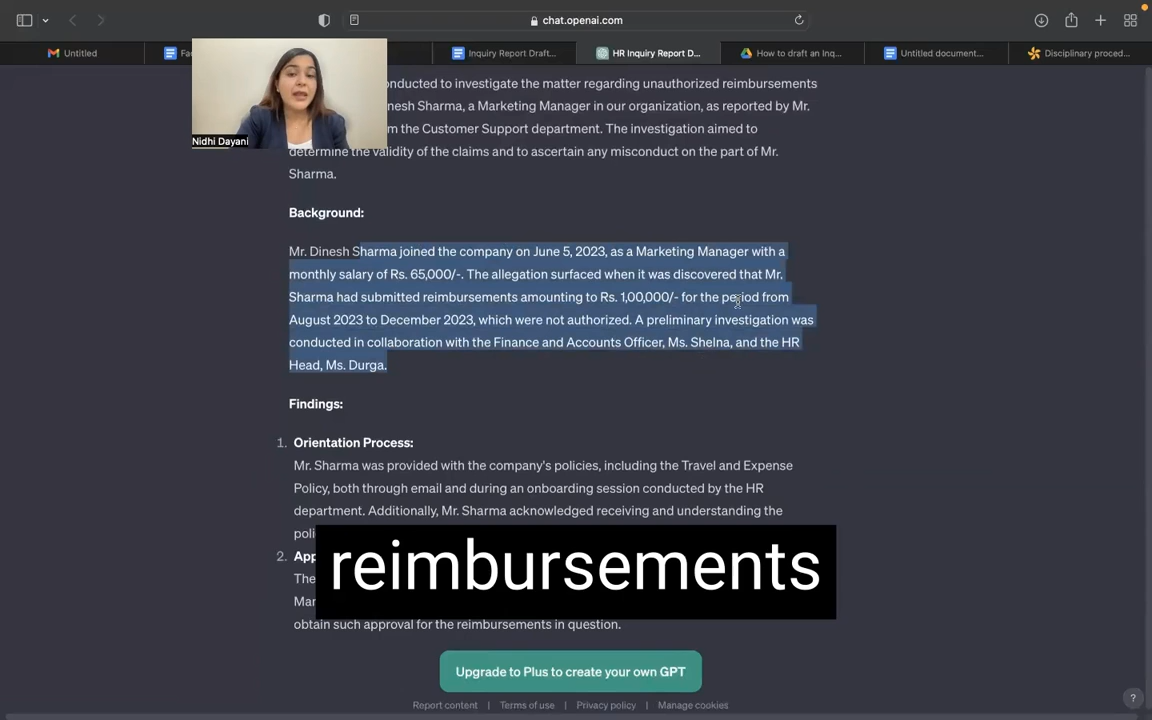 chat.openai.com
Untitled
Fac
Inquiry Report Draft...
HR Inquiry Report D...
How to draft an Inq...
Untitled document...
Disciplinary proced...
Nidhi Dayani
onducted to investigate the matter regarding unauthorized reimbursements
nesh Sharma, a Marketing Manager in our organization, as reported by Mr.
m the Customer Support department. The investigation aimed to
determine the validity of the claims and to ascertain any misconduct on the part of Mr.
Sharma.
Background:
Mr. Dinesh Sharma joined the company on June 5, 2023, as a Marketing Manager with a
monthly salary of Rs. 65,000/-. The allegation surfaced when it was discovered that Mr.
Sharma had submitted reimbursements amounting to Rs. 1,00,000/- for the period from
August 2023 to December 2023, which were not authorized. A preliminary investigation was
conducted in collaboration with the Finance and Accounts Officer, Ms. Shelna, and the HR
Head, Ms. Durga.
Findings:
1. Orientation Process:
Mr. Sharma was provided with the company's policies, including the Travel and Expense
Policy, both through email and during an onboarding session conducted by the HR
department. Additionally, Mr. Sharma acknowledged receiving and understanding the
poli
2. App
The
Mar
reimbursements
obtain such approval for the reimbursements in question.
Upgrade to Plus to create your own GPT
Report content | Terms of use | Privacy policy | Manage cookies
?